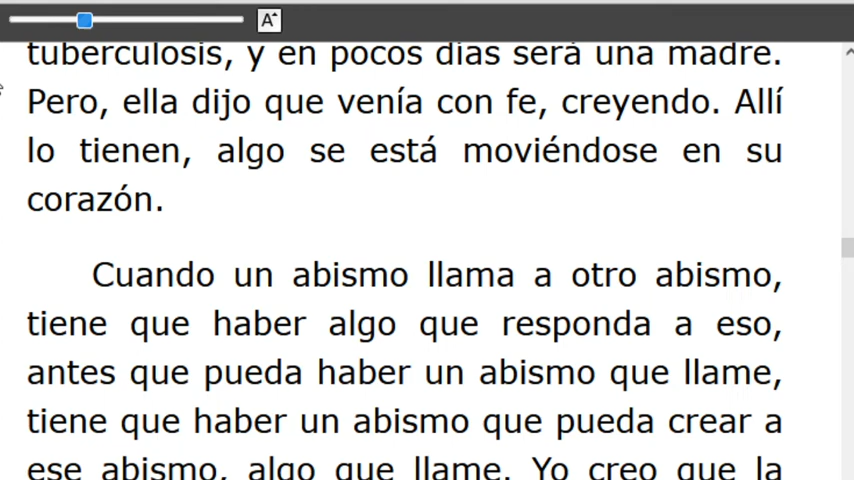 A
tuberculosis, y en pocos días será una madre.
Pero, ella dijo que venía con fe, creyendo. Allí
lo tienen, algo se está moviéndose en su
corazón.
Cuando un abismo llama a otro abismo,
tiene que haber algo que responda a eso,
antes que pueda haber un abismo que llame,
tiene que haber un abismo que pueda crear a
ese abismo, algo que llame. Yo creo que la